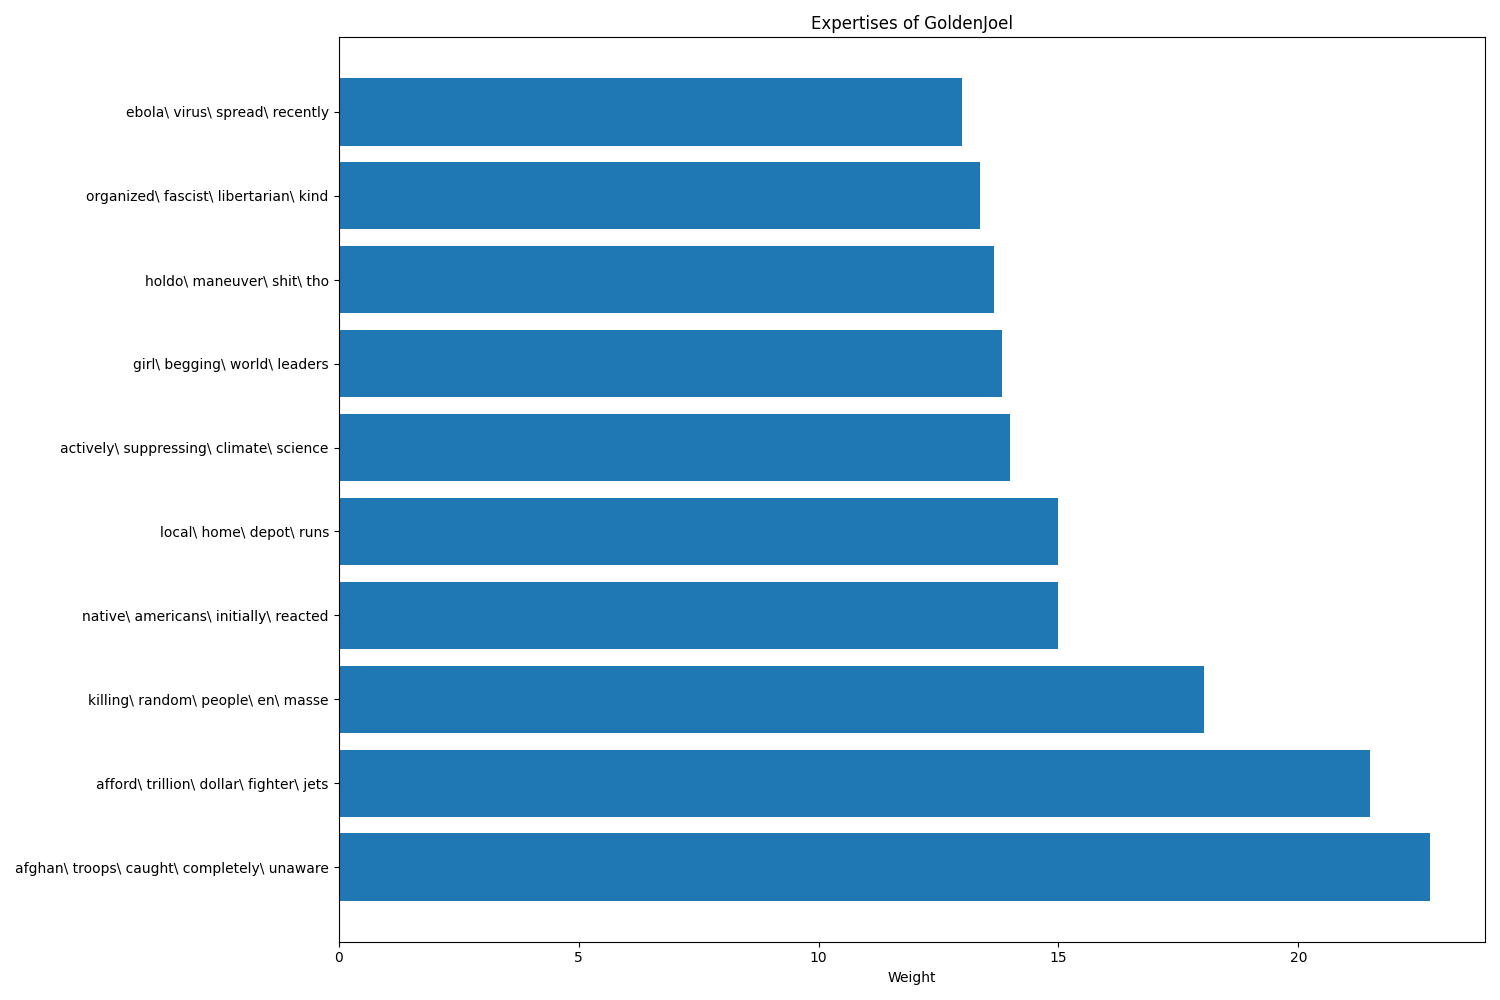 Expertises of GoldenJoel
ebola\ virus\ spread\ recently
organized\ fascist\ libertarian\ kind
holdo\ maneuver\ shit\ tho
girl\ begging\ world\ leaders
actively\ suppressing\ climate\ science
local\ home\ depot\ runs
native\ americans\ initially\ reacted
killing\ random\ people\ en\ masse
afford\ trillion\ dollar\ fighter\ jets
afghan\ troops\ caught\ completely\ unaware
0 5 10 15 20
Weight